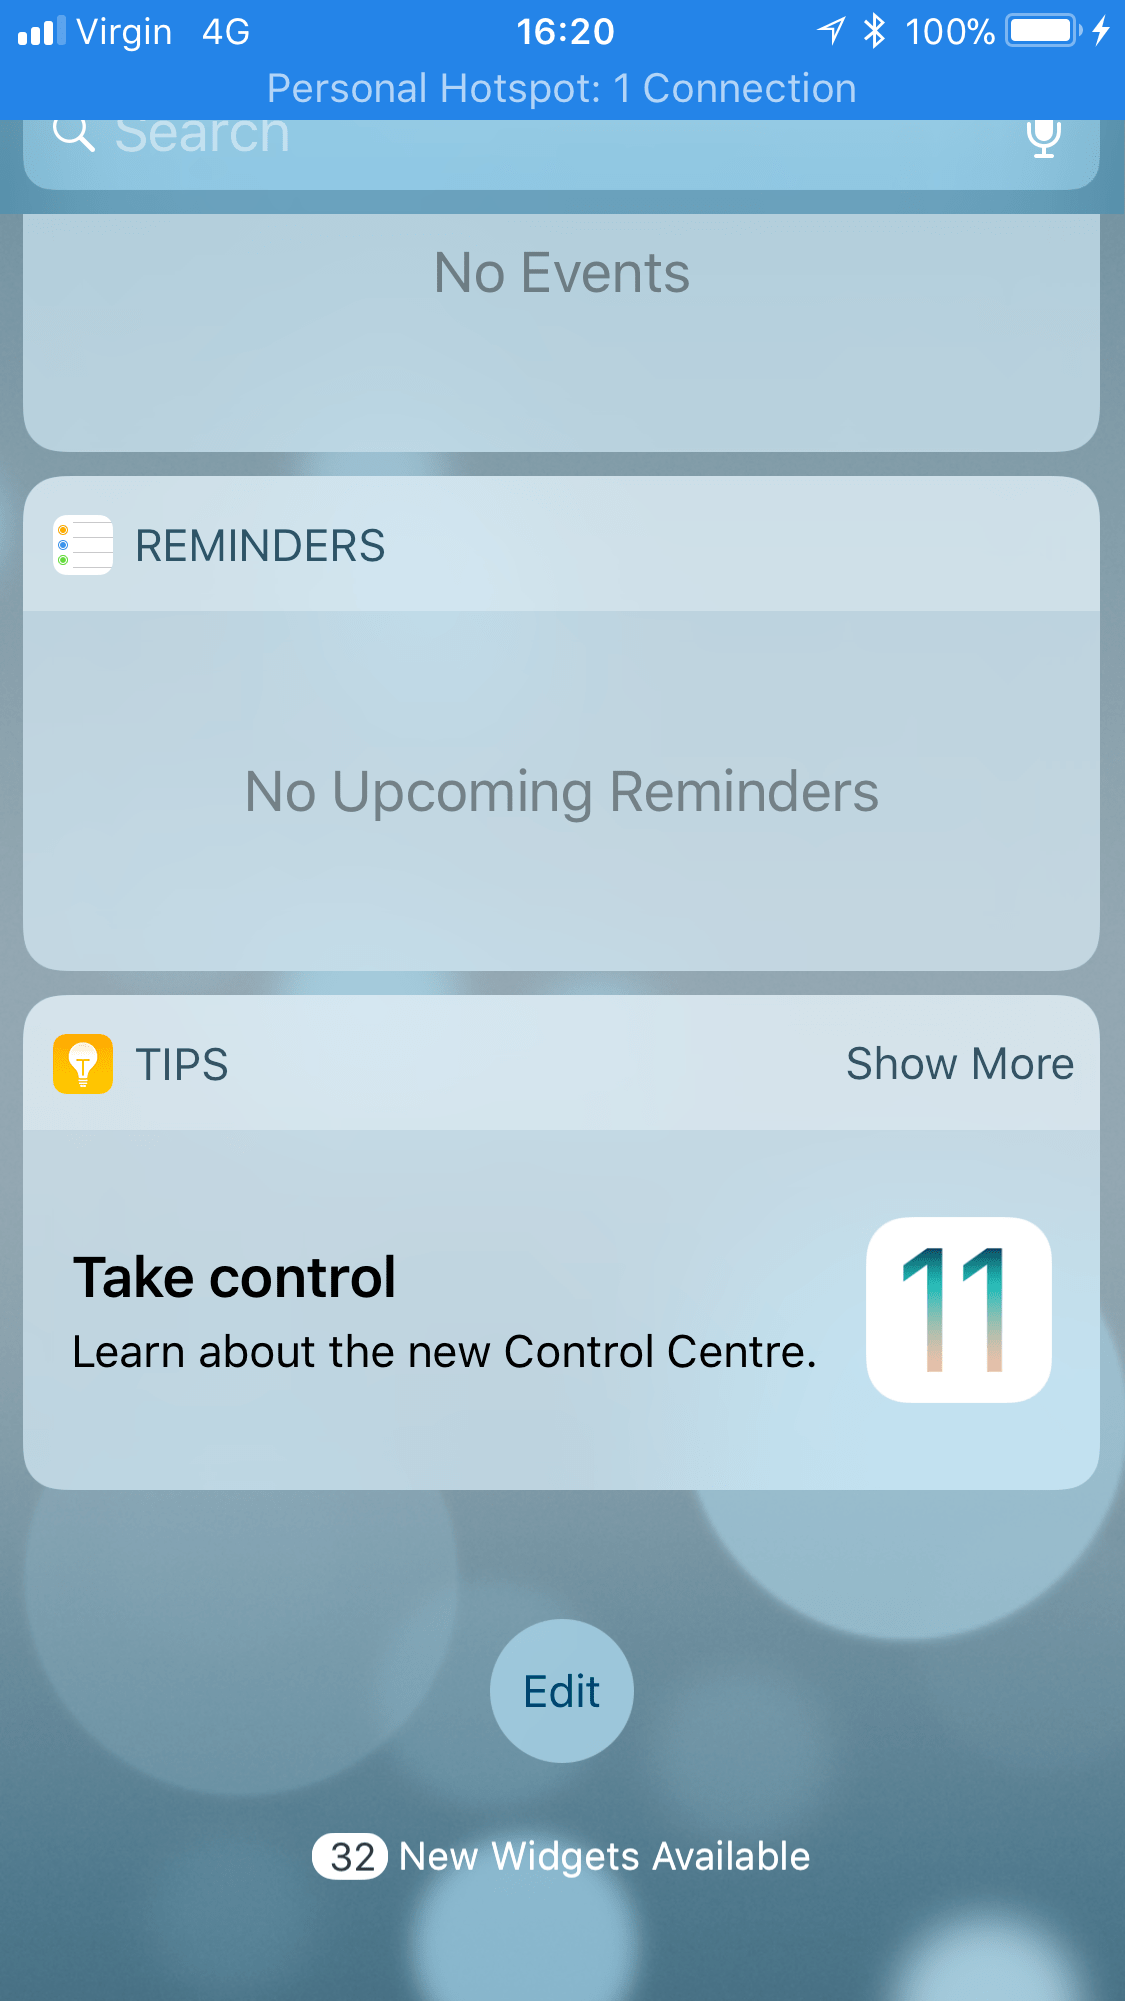 Virgin 4G 16:20 100%
Personal Hotspot: 1 Connection
Search
No Events
REMINDERS
No Upcoming Reminders
TIPS Show More
Take control
Learn about the new Control Centre.
11
Edit
32 New Widgets Available